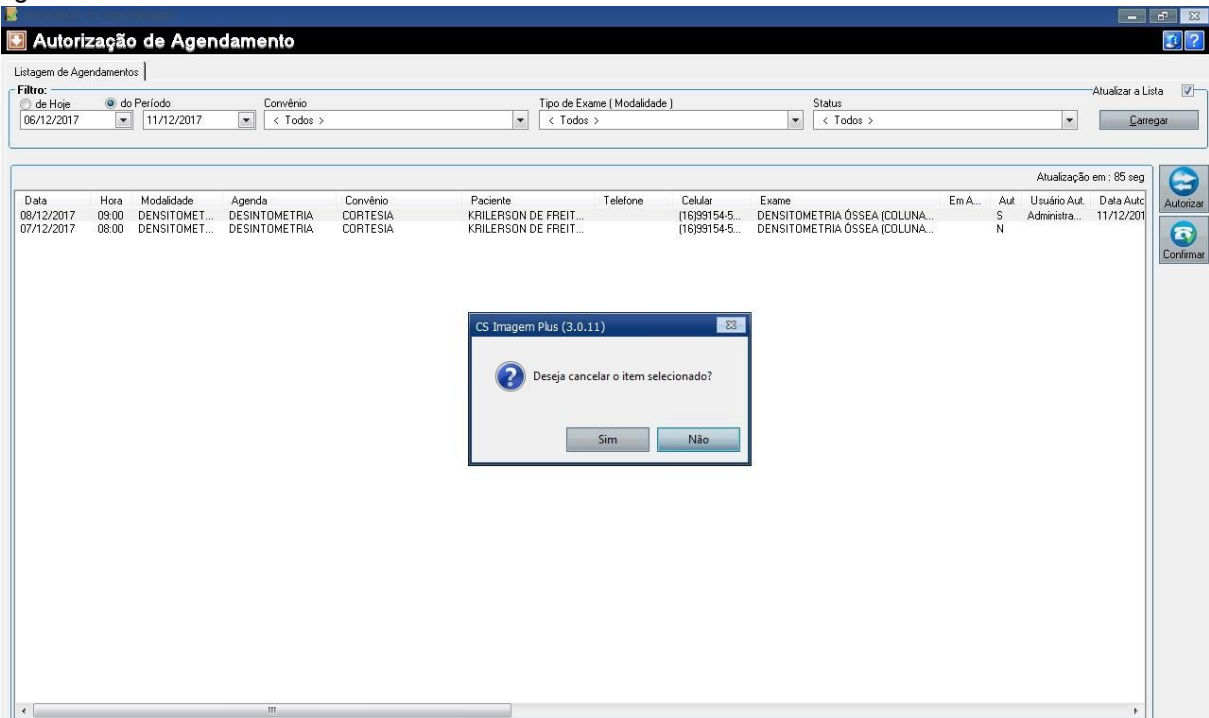 Autorização de Agendamento
Listagem de Agendamentos
Filtro: Atualizar a Lista
de Hoje do Período Convênio Tipo de Exame ( Modalidade ) Status
06/12/2017 11/12/2017 < Todos > < Todos > < Todos > Carregar
Atualização em : 85 seg
Data Hora Modalidade Agenda Convênio Paciente Telefone Celular Exame Em A... Aut Usuário Aut. Data Auto
08/12/2017 09:00 DENSITOMET... DESINTOMETRIA CORTESIA KRILERSON DE FREIT... (16)99154-5... DENSITOMETRIA ÓSSEA (COLUNA... S Administra... 11/12/201
07/12/2017 08:00 DENSITOMET... DESINTOMETRIA CORTESIA KRILERSON DE FREIT... (16)99154-5... DENSITOMETRIA ÓSSEA (COLUNA... N
Autorizar
Confirmar
CS Imagem Plus (3.0.11)
Deseja cancelar o item selecionado?
Sim Não